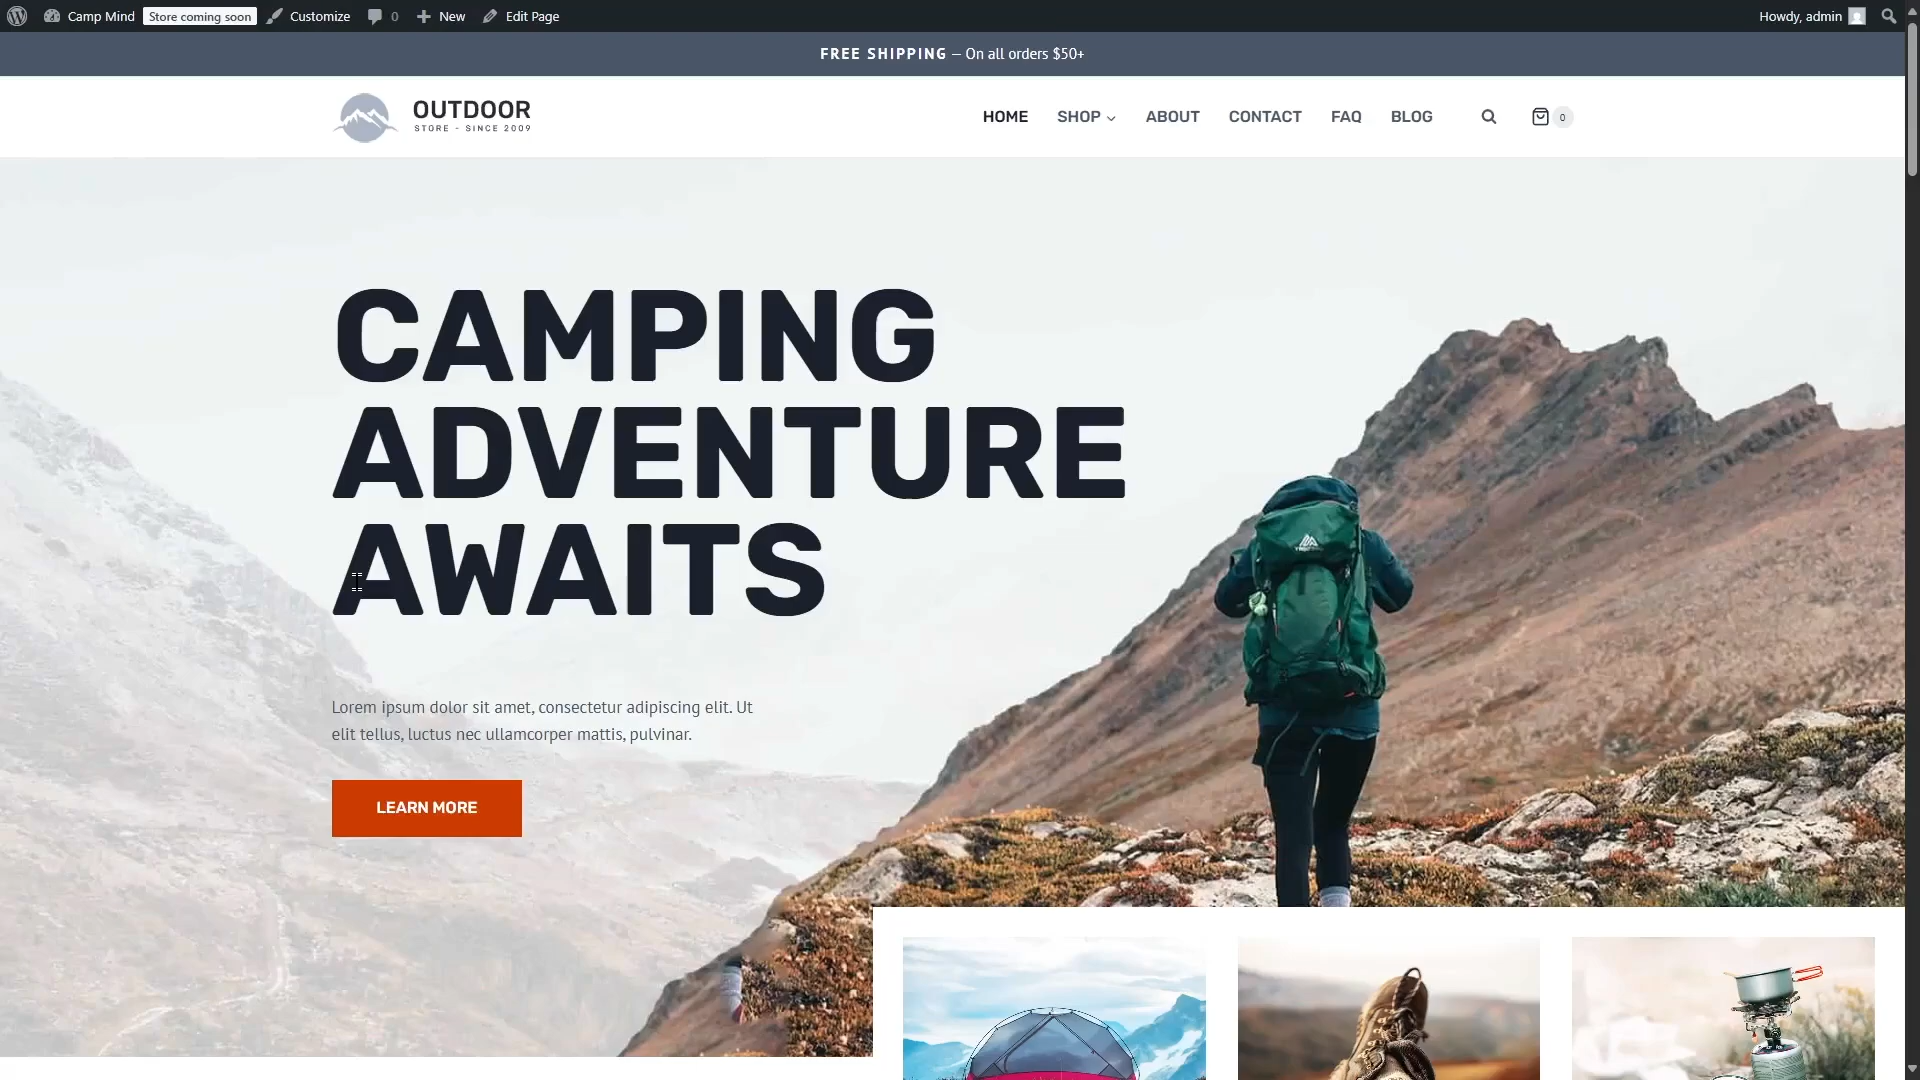 Camp Mind Store coming soon Customize 0 New Edit Page Howdy, admin
FREE SHIPPING — On all orders $50+
OUTDOOR
STORE - SINCE 2009
HOME SHOP ABOUT CONTACT FAQ BLOG 0
CAMPING
ADVENTURE
AWAITS
Lorem ipsum dolor sit amet, consectetur adipiscing elit. Ut
elit tellus, luctus nec ullamcorper mattis, pulvinar.
LEARN MORE